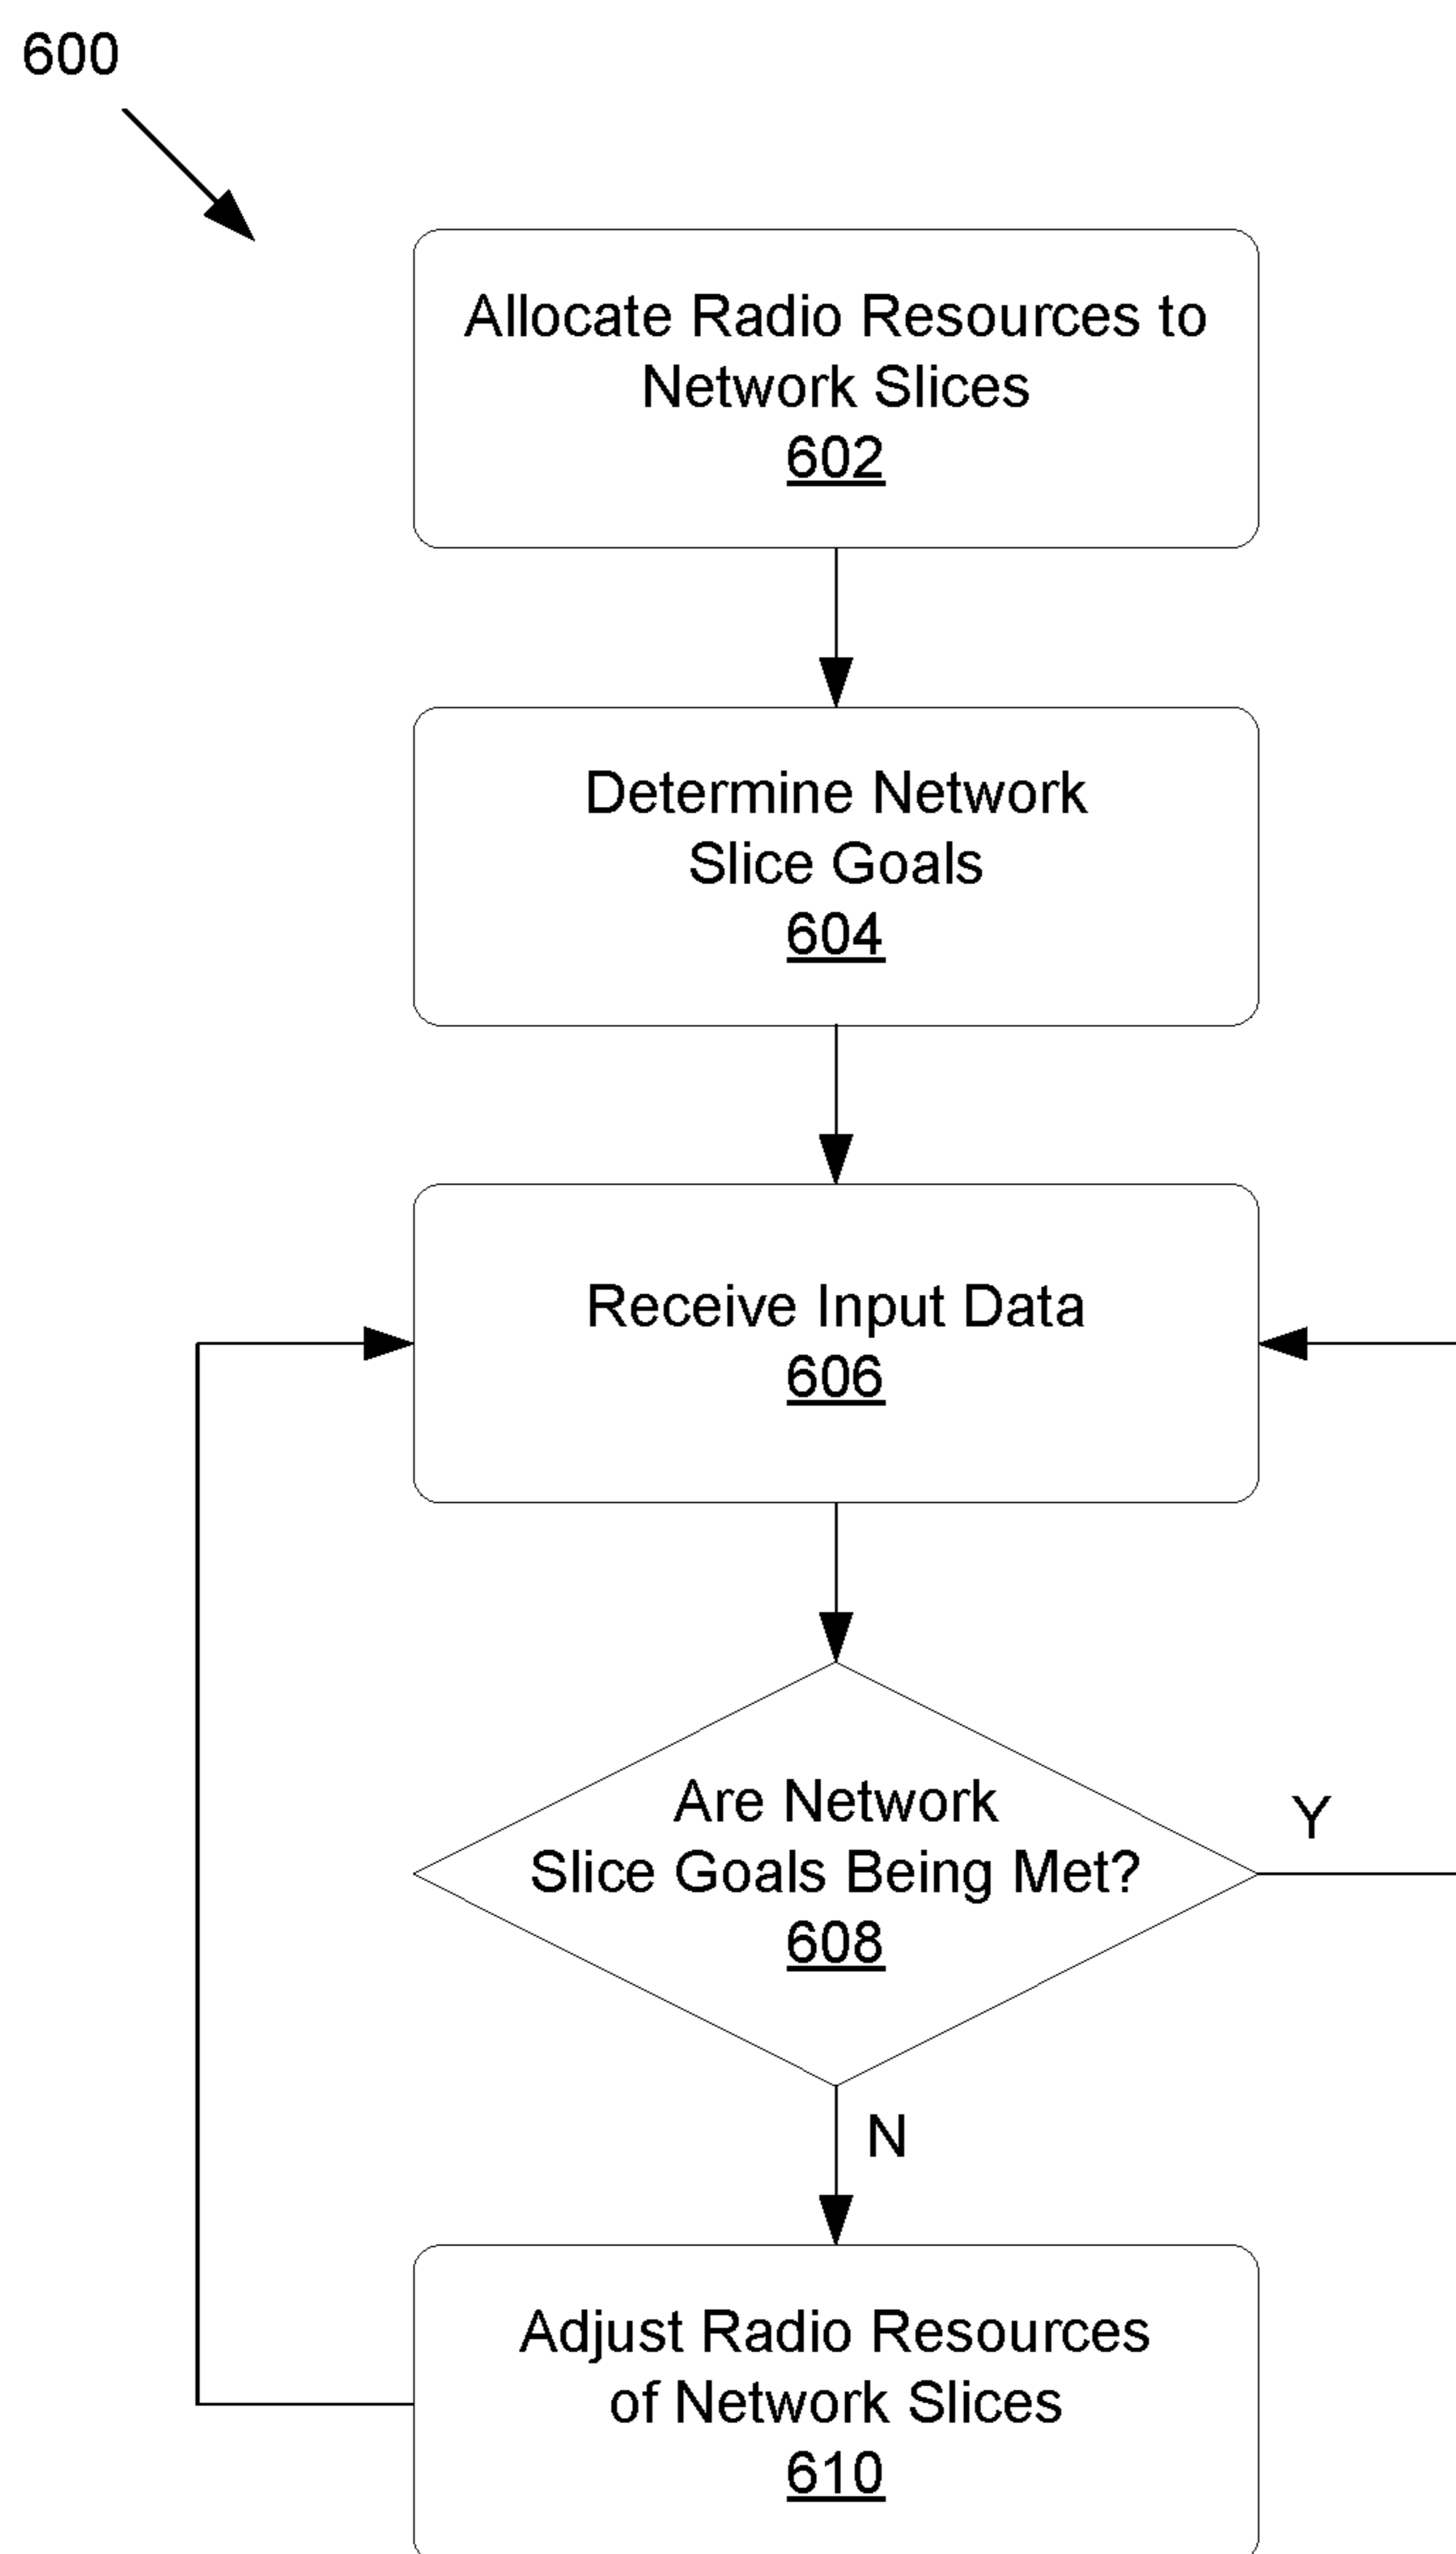 600
Allocate Radio Resources to
Network Slices
602
Determine Network
Slice Goals
604
Receive Input Data
606
Are Network
Slice Goals Being Met?
608
Y
N
Adjust Radio Resources
of Network Slices
610